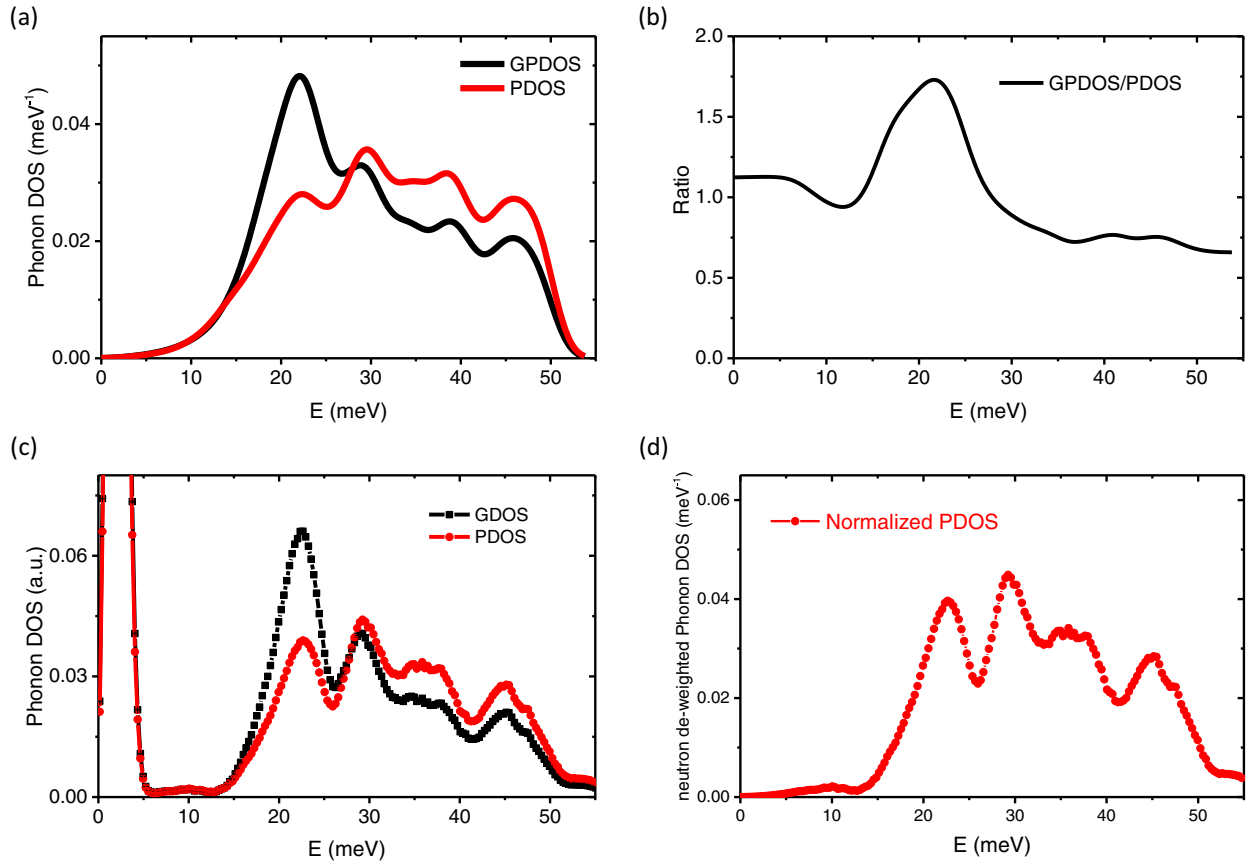 (a)
Phonon DOS (meV⁻¹)
0.04
0.02
0.00
GPDOS
PDOS
0 10 20 30 40 50
E (meV)
(b)
Ratio
2.0
1.5
1.0
0.5
0.0
GPDOS/PDOS
0 10 20 30 40 50
E (meV)
(c)
Phonon DOS (a.u.)
0.06
0.03
0.00
GDOS
PDOS
0 10 20 30 40 50
E (meV)
(d)
neutron de-weighted Phonon DOS (meV⁻¹)
0.06
0.04
0.02
0.00
Normalized PDOS
0 10 20 30 40 50
E (meV)